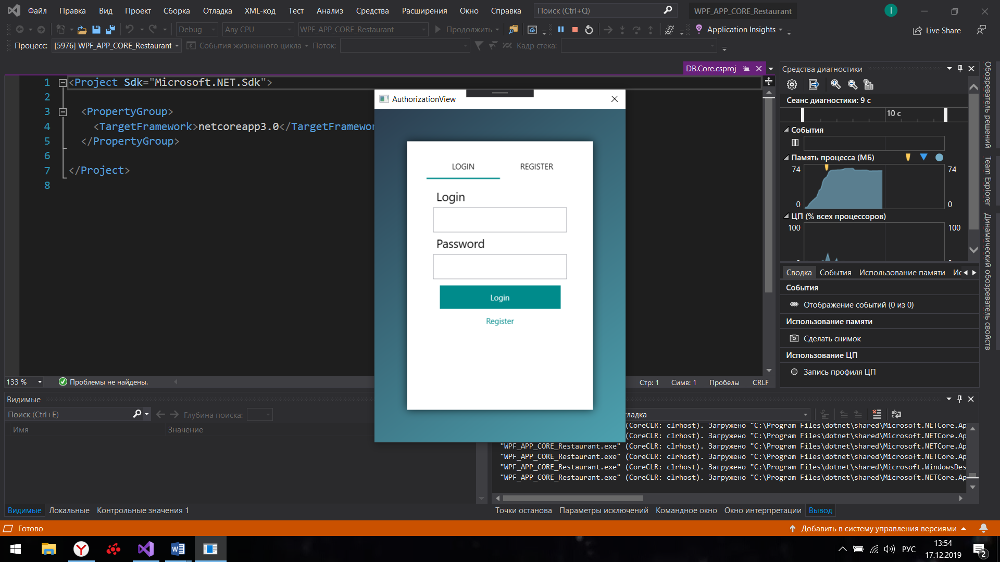 Файл Правка Вид Проект Сборка Отладка XML-код Тест Анализ Средства Расширения Окно Справка Поиск (Ctrl+Q) WPF_APP_CORE_Restaurant I
Debug Any CPU WPF_APP_CORE_Restaurant Продолжить Application Insights Live Share
Процесс: [5976] WPF_APP_CORE_Restaurant События жизненного цикла Поток: Кадр стека:
DB.Core.csproj
1 <Project Sdk="Microsoft.NET.Sdk">
2
3 <PropertyGroup>
4 <TargetFramework>netcoreapp3.0</TargetFramewor
5 </PropertyGroup>
6
7 </Project>
8
133 % Проблемы не найдены. Стр: 1 Симв: 1 Пробелы CRLF
AuthorizationView
LOGIN REGISTER
Login
Password
Login
Register
Средства диагностики
Сеанс диагностики: 9 с
10 с
События
Память процесса (МБ)
74 74
0 0
ЦП (% всех процессоров)
100 100
Сводка События Использование памяти Ис
События
Отображение событий (0 из 0)
Использование памяти
Сделать снимок
Использование ЦП
Запись профиля ЦП
Обозреватель решений
Team Explorer
Динамический обозреватель свойств
Видимые
Поиск (Ctrl+E) Глубина поиска:
Имя Значение
Видимые Локальные Контрольные значения 1
гладка
(CoreCLR: clrhost). Загружено "C:\Program Files\dotnet\shared\Microsoft.NETCore.Ap
(CoreCLR: clrhost). Загружено "C:\Program Files\dotnet\shared\Microsoft.NETCore.Ap
"WPF_APP_CORE_Restaurant.exe" (CoreCLR: clrhost). Загружено "C:\Program Files\dotnet\shared\Microsoft.NETCore.Ap
"WPF_APP_CORE_Restaurant.exe" (CoreCLR: clrhost). Загружено "C:\Program Files\dotnet\shared\Microsoft.NETCore.Ap
"WPF_APP_CORE_Restaurant.exe" (CoreCLR: clrhost). Загружено "C:\Program Files\dotnet\shared\Microsoft.WindowsDes
"WPF_APP_CORE_Restaurant.exe" (CoreCLR: clrhost). Загружено "C:\Program Files\dotnet\shared\Microsoft.NETCore.Ap
Точки останова Параметры исключений Командное окно Окно интерпретации Вывод
Готово Добавить в систему управления версиями
РУС 13:54
17.12.2019 2